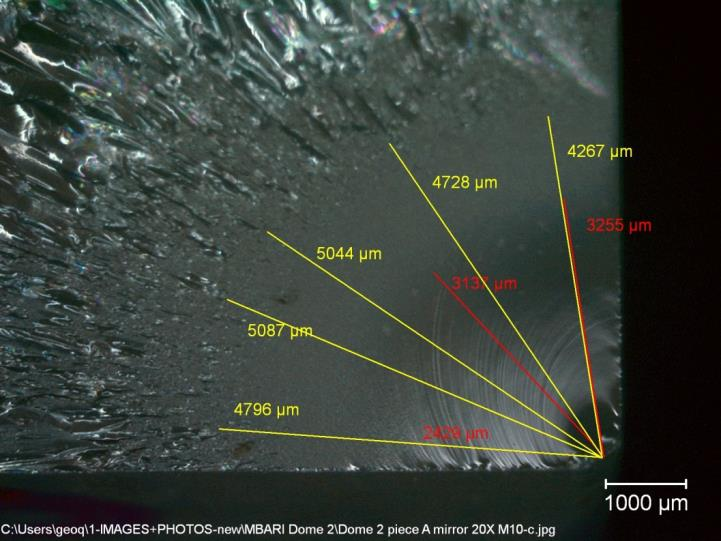 4267 µm
4728 µm
3255 µm
5044 µm
3137 µm
5087 µm
4796 µm
2429 µm
1000 µm
C:\Users\geoq\1-IMAGES+PHOTOS-new\MBARI Dome 2\Dome 2 piece A mirror 20X M10-c.jpg